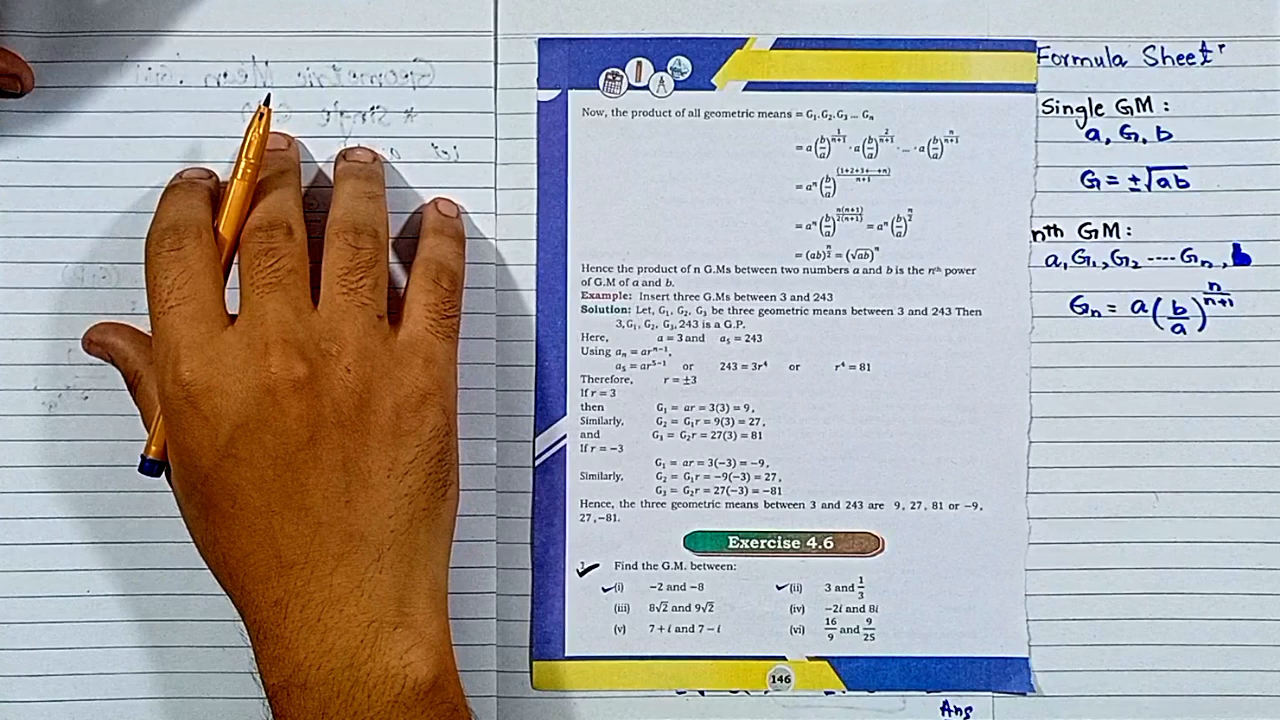 Now, the product of all geometric means = G₁.G₂.G₃ ... Gₙ
= a(b/a)^(1/(n+1)) . a(b/a)^(2/(n+1)) . ... . a(b/a)^(n/(n+1))
= aⁿ(b/a)^((1+2+3+⋯+n)/(n+1))
= aⁿ(b/a)^(n(n+1)/2(n+1)) = aⁿ(b/a)^(n/2)
= (ab)^(n/2) = (√ab)ⁿ
Hence the product of n G.Ms between two numbers a and b is the nᵗʰ power
of G.M of a and b.
Example: Insert three G.Ms between 3 and 243
Solution: Let, G₁, G₂, G₃ be three geometric means between 3 and 243 Then
3, G₁, G₂, G₃, 243 is a G.P.
Here, a = 3 and a₅ = 243
Using aₙ = arⁿ⁻¹,
a₅ = ar⁵⁻¹ or 243 = 3r⁴ or r⁴ = 81
Therefore, r = ±3
If r = 3
then G₁ = ar = 3(3) = 9,
Similarly, G₂ = G₁r = 9(3) = 27,
and G₃ = G₂r = 27(3) = 81
If r = −3
G₁ = ar = 3(−3) = −9,
Similarly, G₂ = G₁r = −9(−3) = 27,
G₃ = G₂r = 27(−3) = −81
Hence, the three geometric means between 3 and 243 are 9, 27, 81 or −9,
27,−81.
Exercise 4.6
Find the G.M. between:
(i) −2 and −8 (ii) 3 and 1/3
(iii) 8√2 and 9√2 (iv) −2i and 8i
(v) 7 + i and 7 − i (vi) 16/9 and 9/25
146
Formula Sheet
Single GM:
a, G, b
G = ±√ab
nth GM:
a, G₁, G₂ ---- Gₙ, b
Gₙ = a(b/a)^(n/(n+1))
Ans